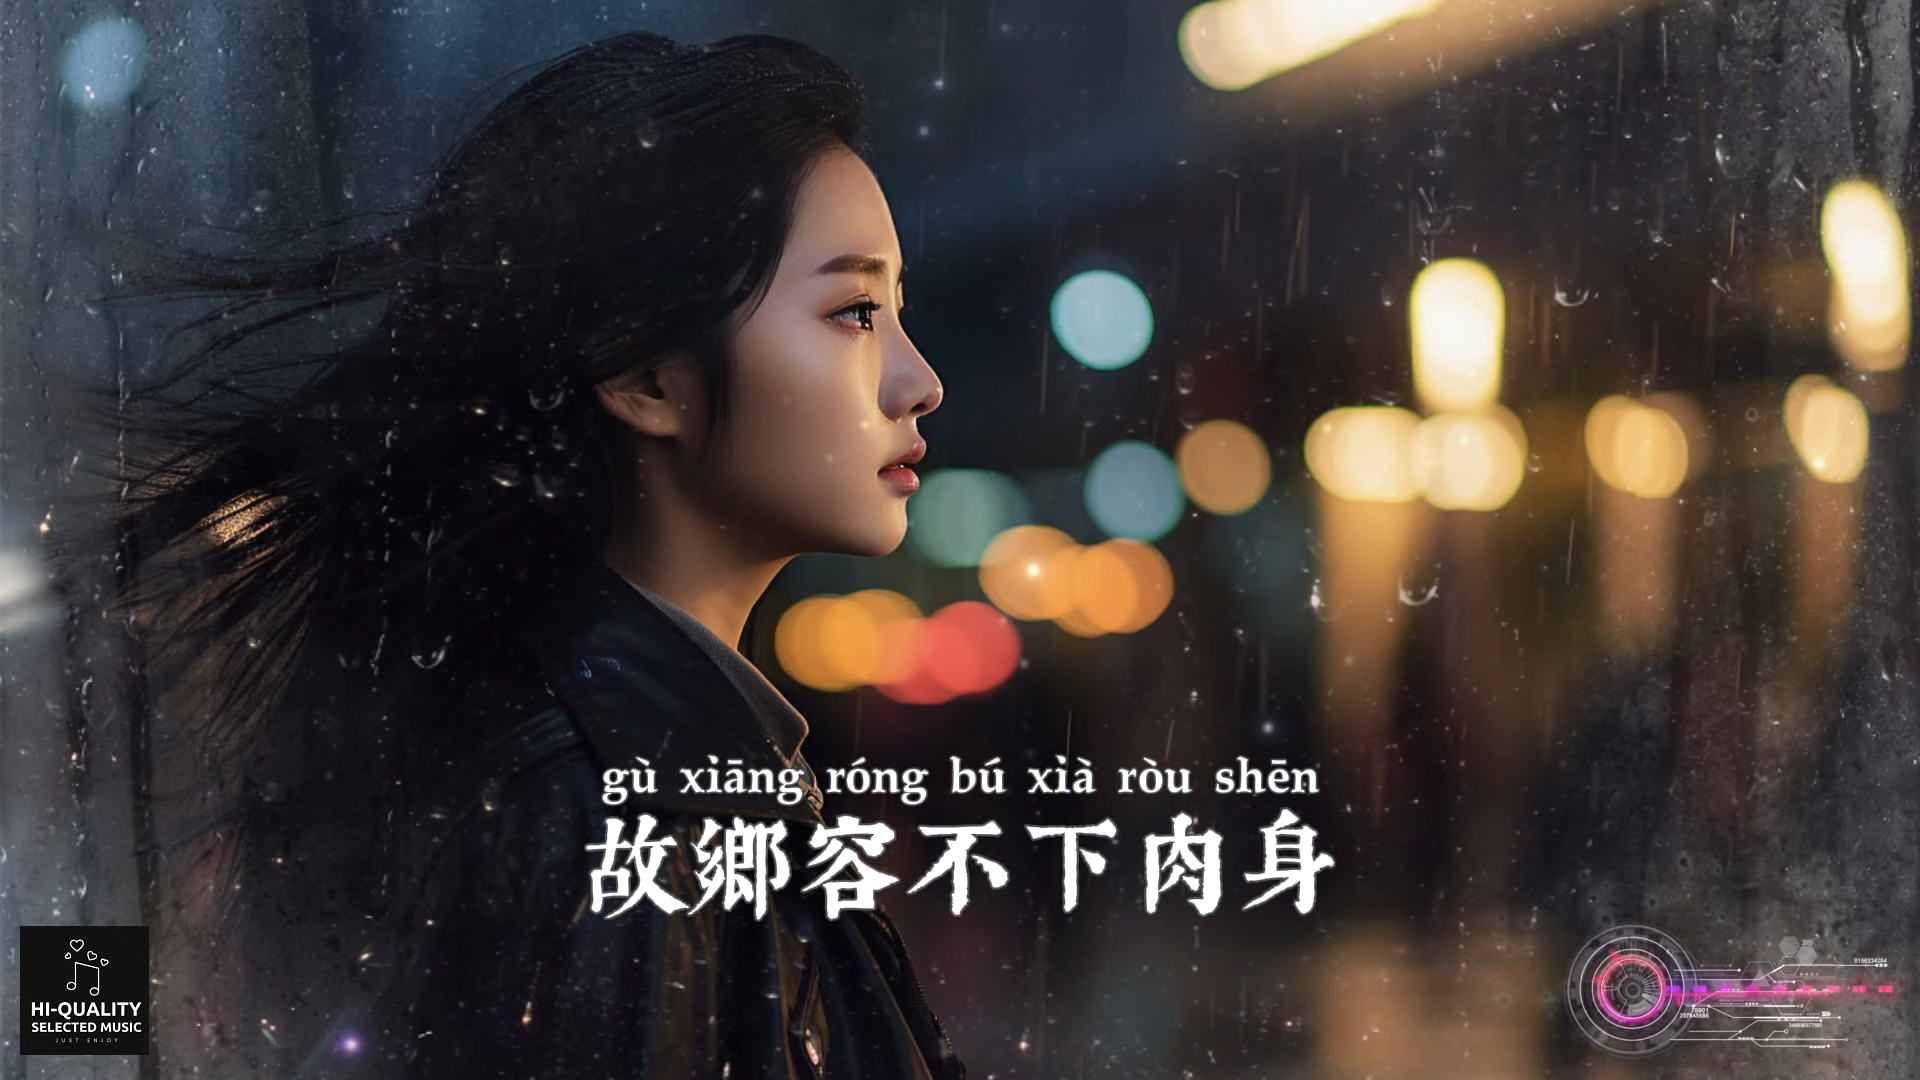 gù xiāng róng bú xià ròu shēn
故鄉容不下肉身
HI-QUALITY
SELECTED MUSIC
JUST ENJOY